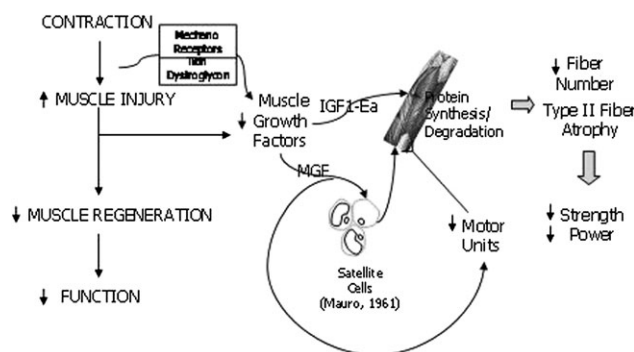 CONTRACTION
Mechano
Receptors
Titin
Dystroglycon
↑ MUSCLE INJURY
↓ MUSCLE REGENERATION
↓ FUNCTION
Muscle
↓ Growth
Factors
IGF1-Ea
MGF
Protein
Synthesis/
Degradation
Satellite
Cells
(Mauro, 1961)
↓ Motor
Units
↓ Fiber
Number
Type II Fiber
Atrophy
↓ Strength
↓ Power